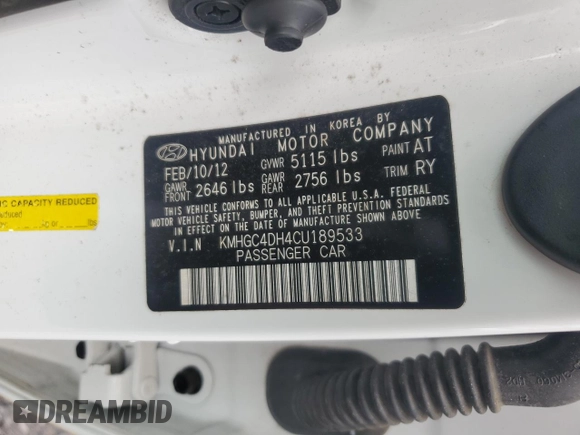 MANUFACTURED IN KOREA BY
HYUNDAI MOTOR COMPANY
FEB/10/12 GVWR 5115 lbs PAINT AT
GAWR FRONT 2646 lbs GAWR REAR 2756 lbs TRIM RY
THIS VEHICLE CONFORMS TO ALL APPLICABLE U.S.A. FEDERAL
MOTOR VEHICLE SAFETY, BUMPER, AND THEFT PREVENTION STANDARDS
IN EFFECT ON THE DATE OF MANUFACTURE SHOWN ABOVE.
V.I.N KMHGC4DH4CU189533
PASSENGER CAR
CAPACITY REDUCED
DREAMBID